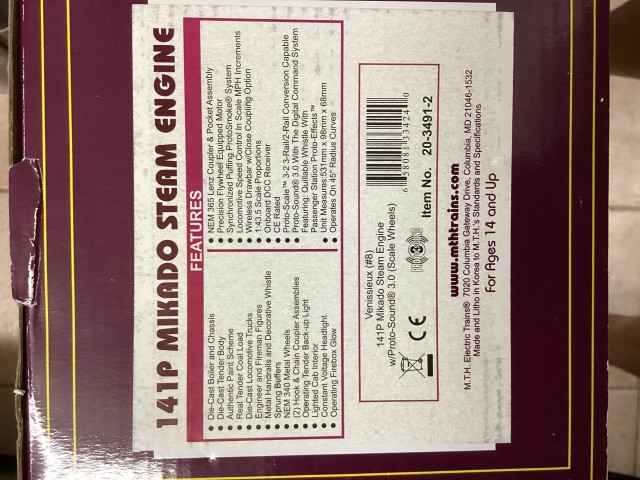 141P MIKADO STEAM ENGINE
FEATURES
• Die-Cast Boiler and Chassis
• Die-Cast Tender Body
• Authentic Paint Scheme
• Real Tender Coal Load
• Die-Cast Locomotive Trucks
• Engineer and Fireman Figures
• Metal Handrails and Decorative Whistle
• Sprung Buffers
• NEM 340 Metal Wheels
• (2) Hook & Chain Coupler Assemblies
• Operating Tender Back-up Light
• Lighted Cab Interior
• Constant Voltage Headlight
• Operating Firebox Glow
• NEM 365 Lenz Coupler & Pocket Assembly
• Precision Flywheel Equipped Motor
• Synchronized Puffing ProtoSmoke® System
• Locomotive Speed Control In Scale MPH Increments
• Wireless Drawbar w/Close Coupling Option
• 1:43.5 Scale Proportions
• Onboard DCC Receiver
• CE Rated
• Proto-Scale™ 3-2 3-Rail/2-Rail Conversion Capable
• Proto-Sound® 3.0 With The Digital Command System
Featuring: Quillable Whistle With
Passenger Station Proto-Effects™
• Unit Measures: 531mm x 98mm x 68mm
• Operates On 45" Radius Curves
Venissieux (#8)
141P Mikado Steam Engine
w/Proto-Sound® 3.0 (Scale Wheels)
CE
Item No. 20-3491-2
www.mthtrains.com
M.T.H. Electric Trains® 7020 Columbia Gateway Drive, Columbia, MD 21046-1532
Made and Litho in Korea to M.T.H.'s Standards and Specifications
For Ages 14 and Up